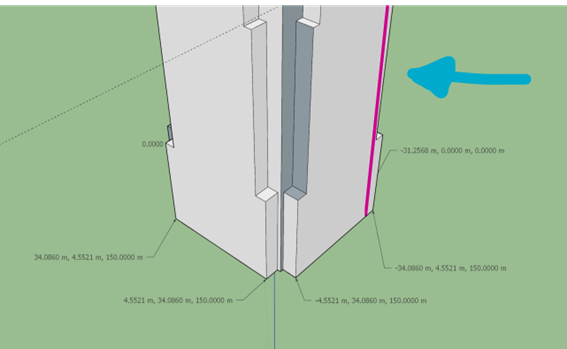 0.0000
-31.2568 m, 0.0000 m, 0.0000 m
34.0860 m, 4.5521 m, 150.0000 m
-34.0860 m, 4.5521 m, 150.0000 m
4.5521 m, 34.0860 m, 150.0000 m
-4.5521 m, 34.0860 m, 150.0000 m